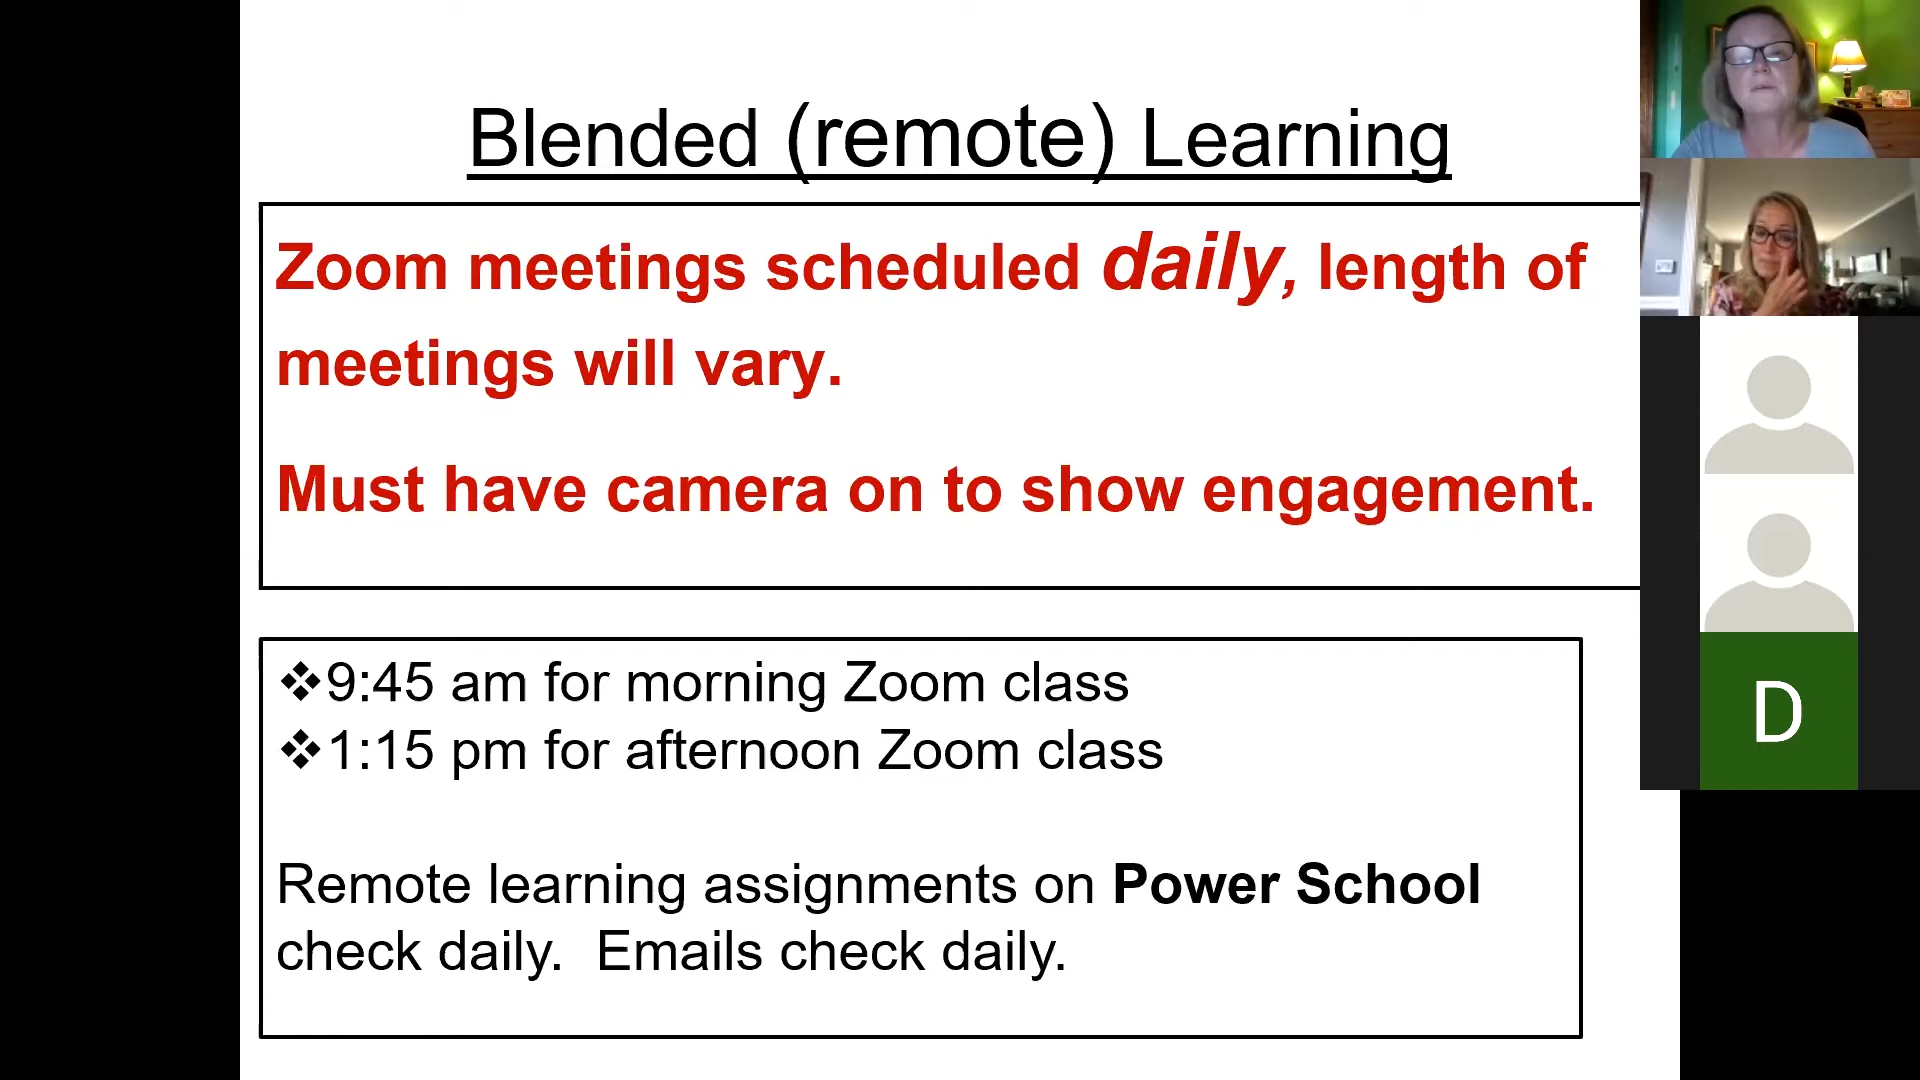 Blended (remote) Learning
Zoom meetings scheduled daily, length of
meetings will vary.
Must have camera on to show engagement.
❖9:45 am for morning Zoom class
❖1:15 pm for afternoon Zoom class
Remote learning assignments on Power School
check daily.  Emails check daily.
D